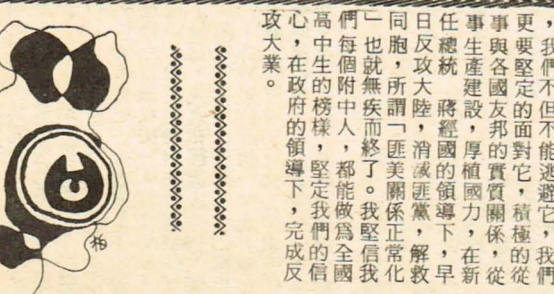 ，我們不但不能逃避它，我們
更要堅定的面對它，積極的從
事與各國友邦的實質關係，從
事生產建設，厚植國力，在新
任總統　蔣經國的領導下，早
日反攻大陸，消滅匪黨，解救
同胞，所謂「匪美關係正常化
」也就無疾而終了。我堅信我
們每個附中人，都能做為全國
高中生的榜樣，堅定我們的信
心，在政府的領導下，完成反
攻大業。